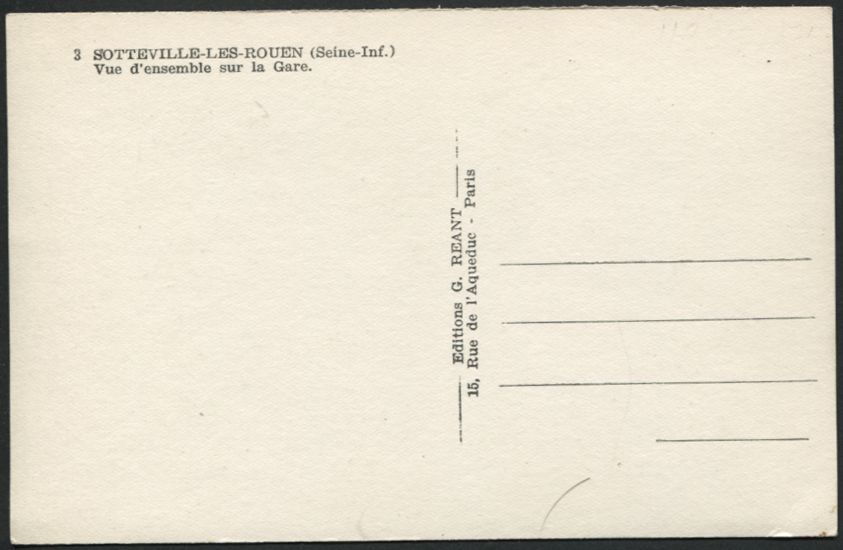 3 SOTTEVILLE-LES-ROUEN (Seine-Inf.)
Vue d'ensemble sur la Gare.
Editions G. REANT
15, Rue de l'Aqueduc - Paris